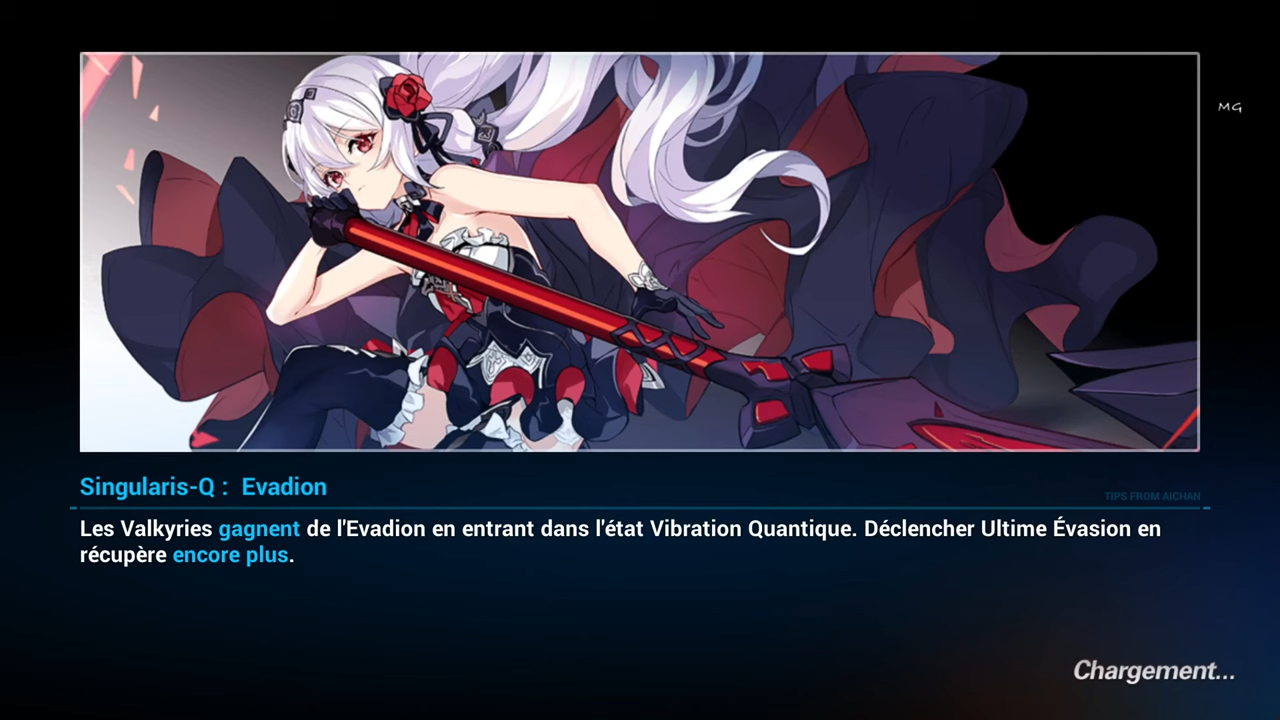 MG
Singularis-Q : Evadion
TIPS FROM AICHAN
Les Valkyries gagnent de l'Evadion en entrant dans l'état Vibration Quantique. Déclencher Ultime Évasion en
récupère encore plus.
Chargement...